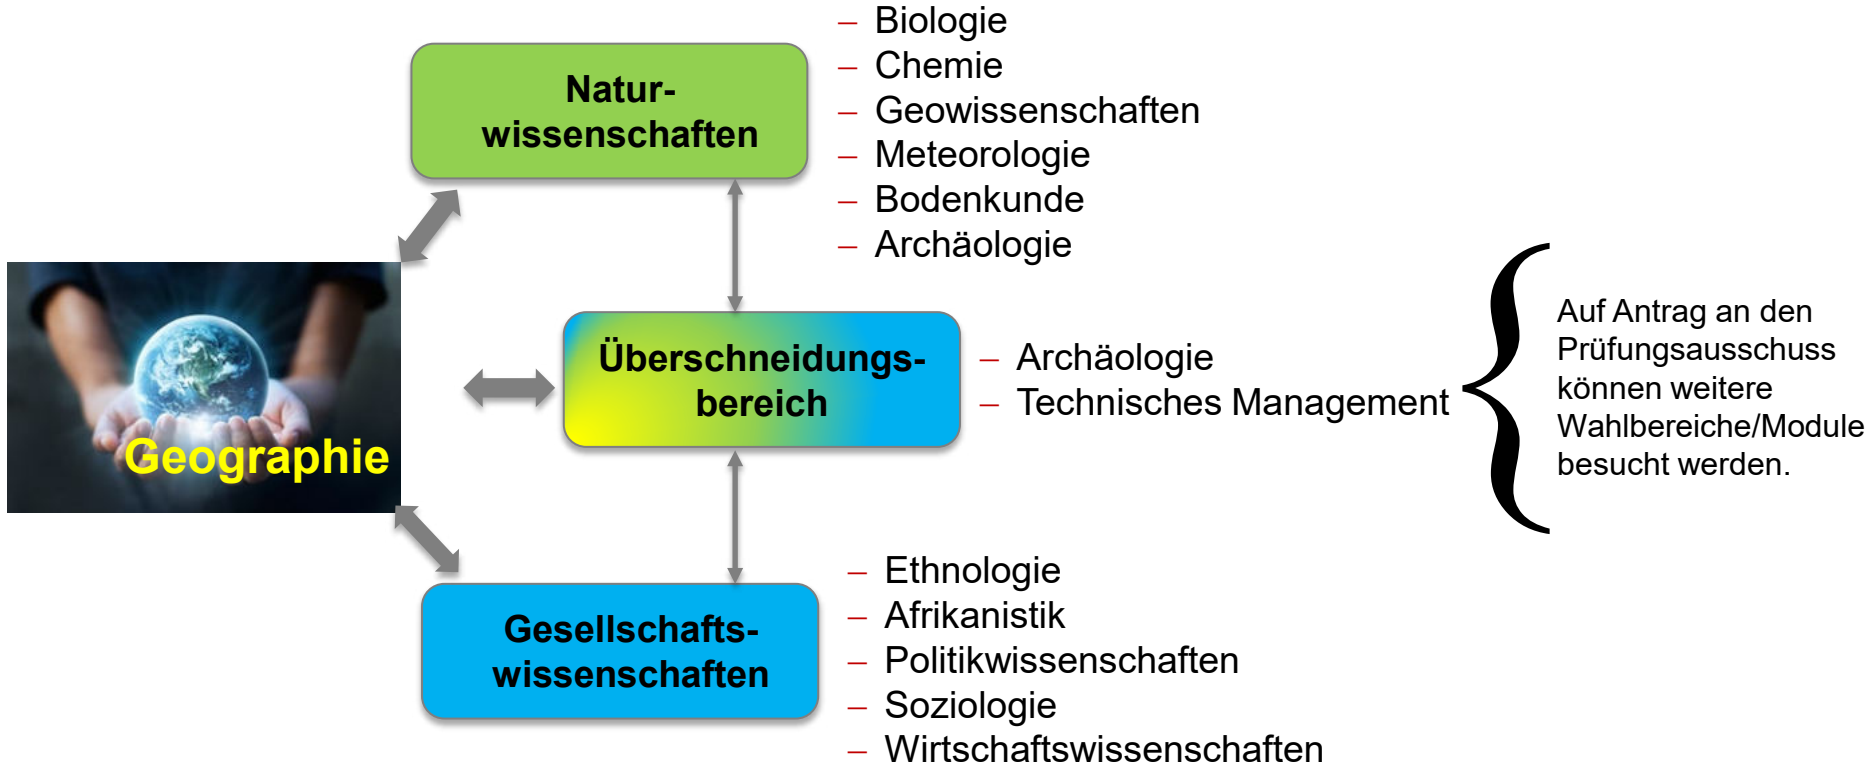 Natur-
wissenschaften
– Biologie
– Chemie
– Geowissenschaften
– Meteorologie
– Bodenkunde
– Archäologie
Geographie
Überschneidungs-
bereich
– Archäologie
– Technisches Management
Auf Antrag an den
Prüfungsausschuss
können weitere
Wahlbereiche/Module
besucht werden.
Gesellschafts-
wissenschaften
– Ethnologie
– Afrikanistik
– Politikwissenschaften
– Soziologie
– Wirtschaftswissenschaften